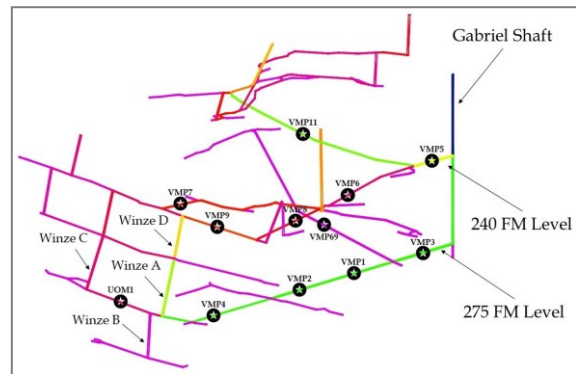 Gabriel Shaft
VMP11
VMP5
240 FM Level
VMP7
VMP6
Winze D
VMP9
VMP8
VMP69
Winze C
VMP3
Winze A
VMP1
275 FM Level
UOM1
VMP2
Winze B
VMP4